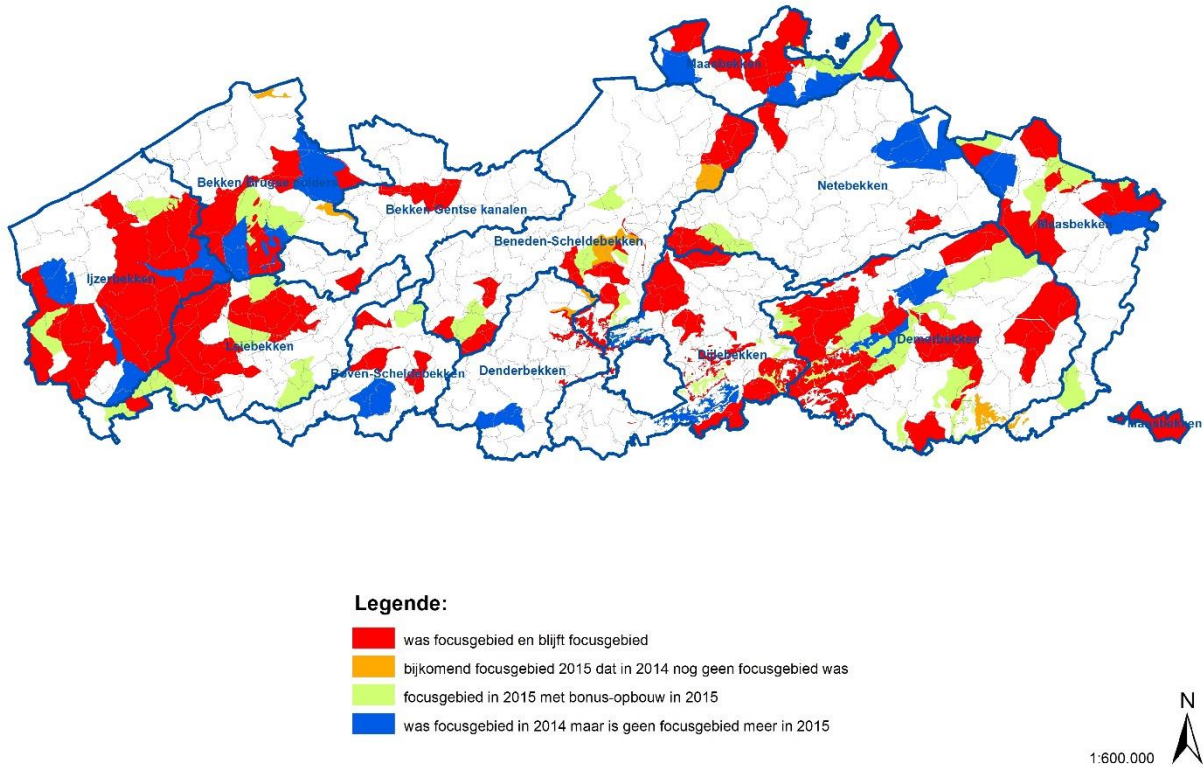 Maasbekken
Bekken Brugse Polders
Bekken Gentse kanalen
Netebekken
Maasbekken
Beneden-Scheldebekken
Ijzerbekken
Leiebekken
Dijlebekken
Demerbekken
Boven-Scheldebekken
Denderbekken
Maasbekken
Legende:
was focusgebied en blijft focusgebied
bijkomend focusgebied 2015 dat in 2014 nog geen focusgebied was
focusgebied in 2015 met bonus-opbouw in 2015
was focusgebied in 2014 maar is geen focusgebied meer in 2015
N
1:600.000